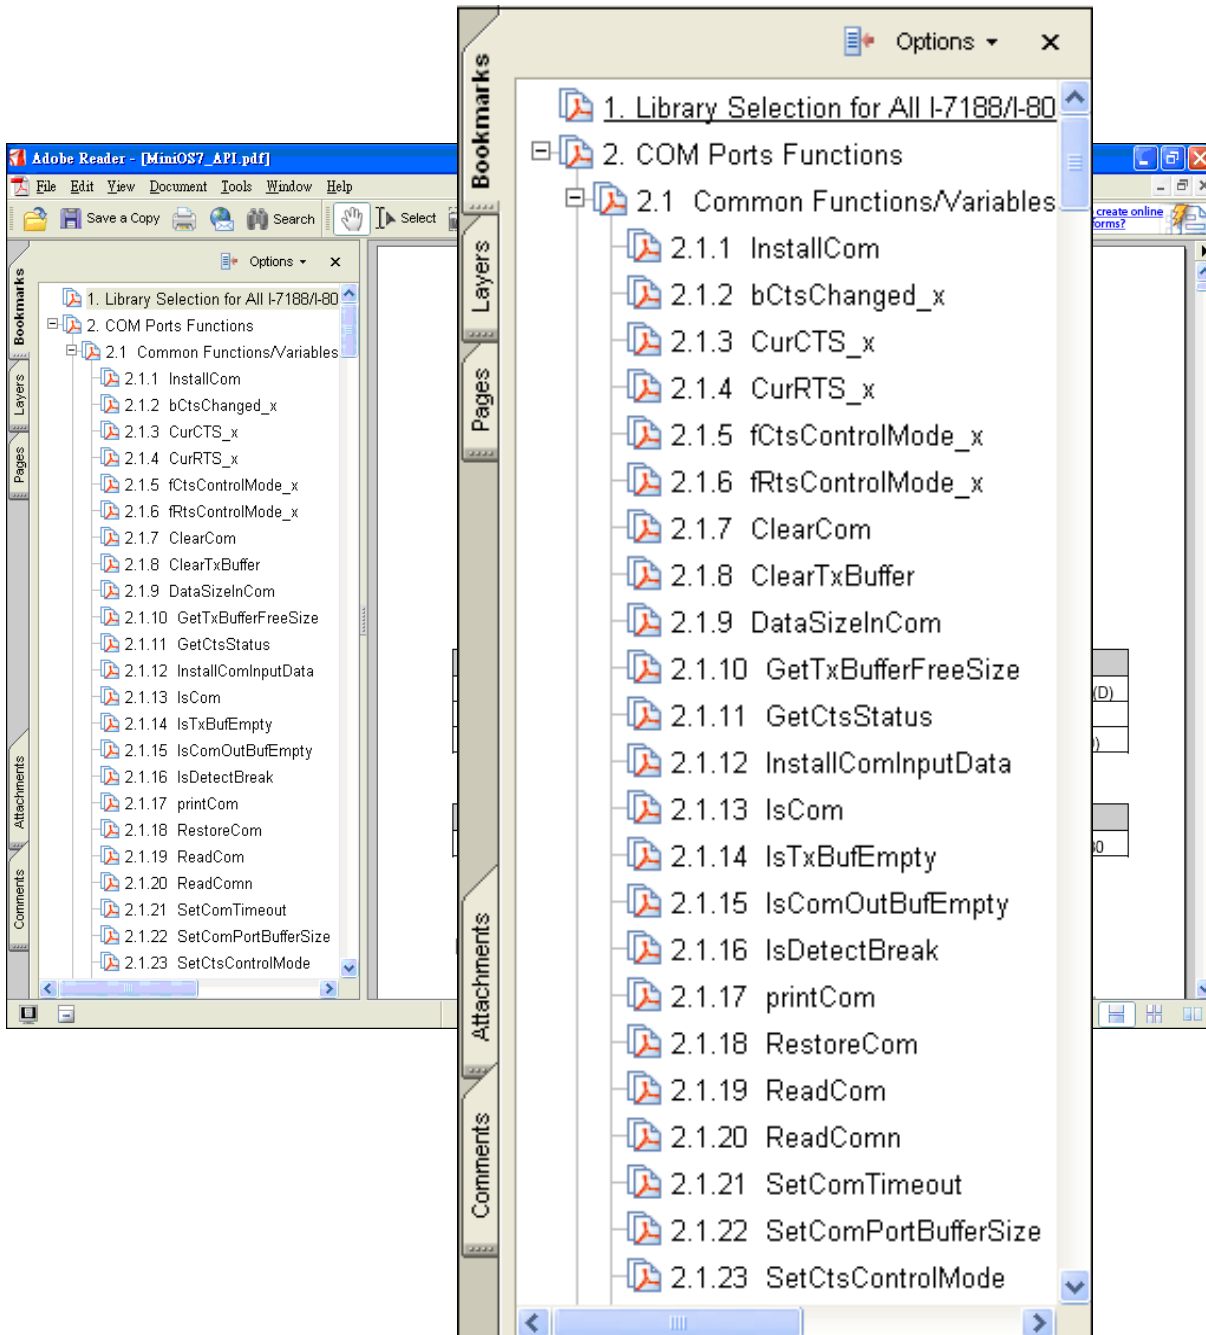 Adobe Reader - [MiniOS7_API.pdf]
File Edit View Document Tools Window Help
Save a Copy Search Select
create online
forms?
Bookmarks
Layers
Pages
Attachments
Comments
Options
1. Library Selection for All I-7188/I-80
2. COM Ports Functions
2.1 Common Functions/Variables
2.1.1 InstallCom
2.1.2 bCtsChanged_x
2.1.3 CurCTS_x
2.1.4 CurRTS_x
2.1.5 fCtsControlMode_x
2.1.6 fRtsControlMode_x
2.1.7 ClearCom
2.1.8 ClearTxBuffer
2.1.9 DataSizeInCom
2.1.10 GetTxBufferFreeSize
2.1.11 GetCtsStatus
2.1.12 InstallComInputData
2.1.13 IsCom
2.1.14 IsTxBufEmpty
2.1.15 IsComOutBufEmpty
2.1.16 IsDetectBreak
2.1.17 printCom
2.1.18 RestoreCom
2.1.19 ReadCom
2.1.20 ReadComn
2.1.21 SetComTimeout
2.1.22 SetComPortBufferSize
2.1.23 SetCtsControlMode
Bookmarks
Layers
Pages
Attachments
Comments
Options
1. Library Selection for All I-7188/I-80
2. COM Ports Functions
2.1 Common Functions/Variables
2.1.1 InstallCom
2.1.2 bCtsChanged_x
2.1.3 CurCTS_x
2.1.4 CurRTS_x
2.1.5 fCtsControlMode_x
2.1.6 fRtsControlMode_x
2.1.7 ClearCom
2.1.8 ClearTxBuffer
2.1.9 DataSizeInCom
2.1.10 GetTxBufferFreeSize
2.1.11 GetCtsStatus
2.1.12 InstallComInputData
2.1.13 IsCom
2.1.14 IsTxBufEmpty
2.1.15 IsComOutBufEmpty
2.1.16 IsDetectBreak
2.1.17 printCom
2.1.18 RestoreCom
2.1.19 ReadCom
2.1.20 ReadComn
2.1.21 SetComTimeout
2.1.22 SetComPortBufferSize
2.1.23 SetCtsControlMode
(D)